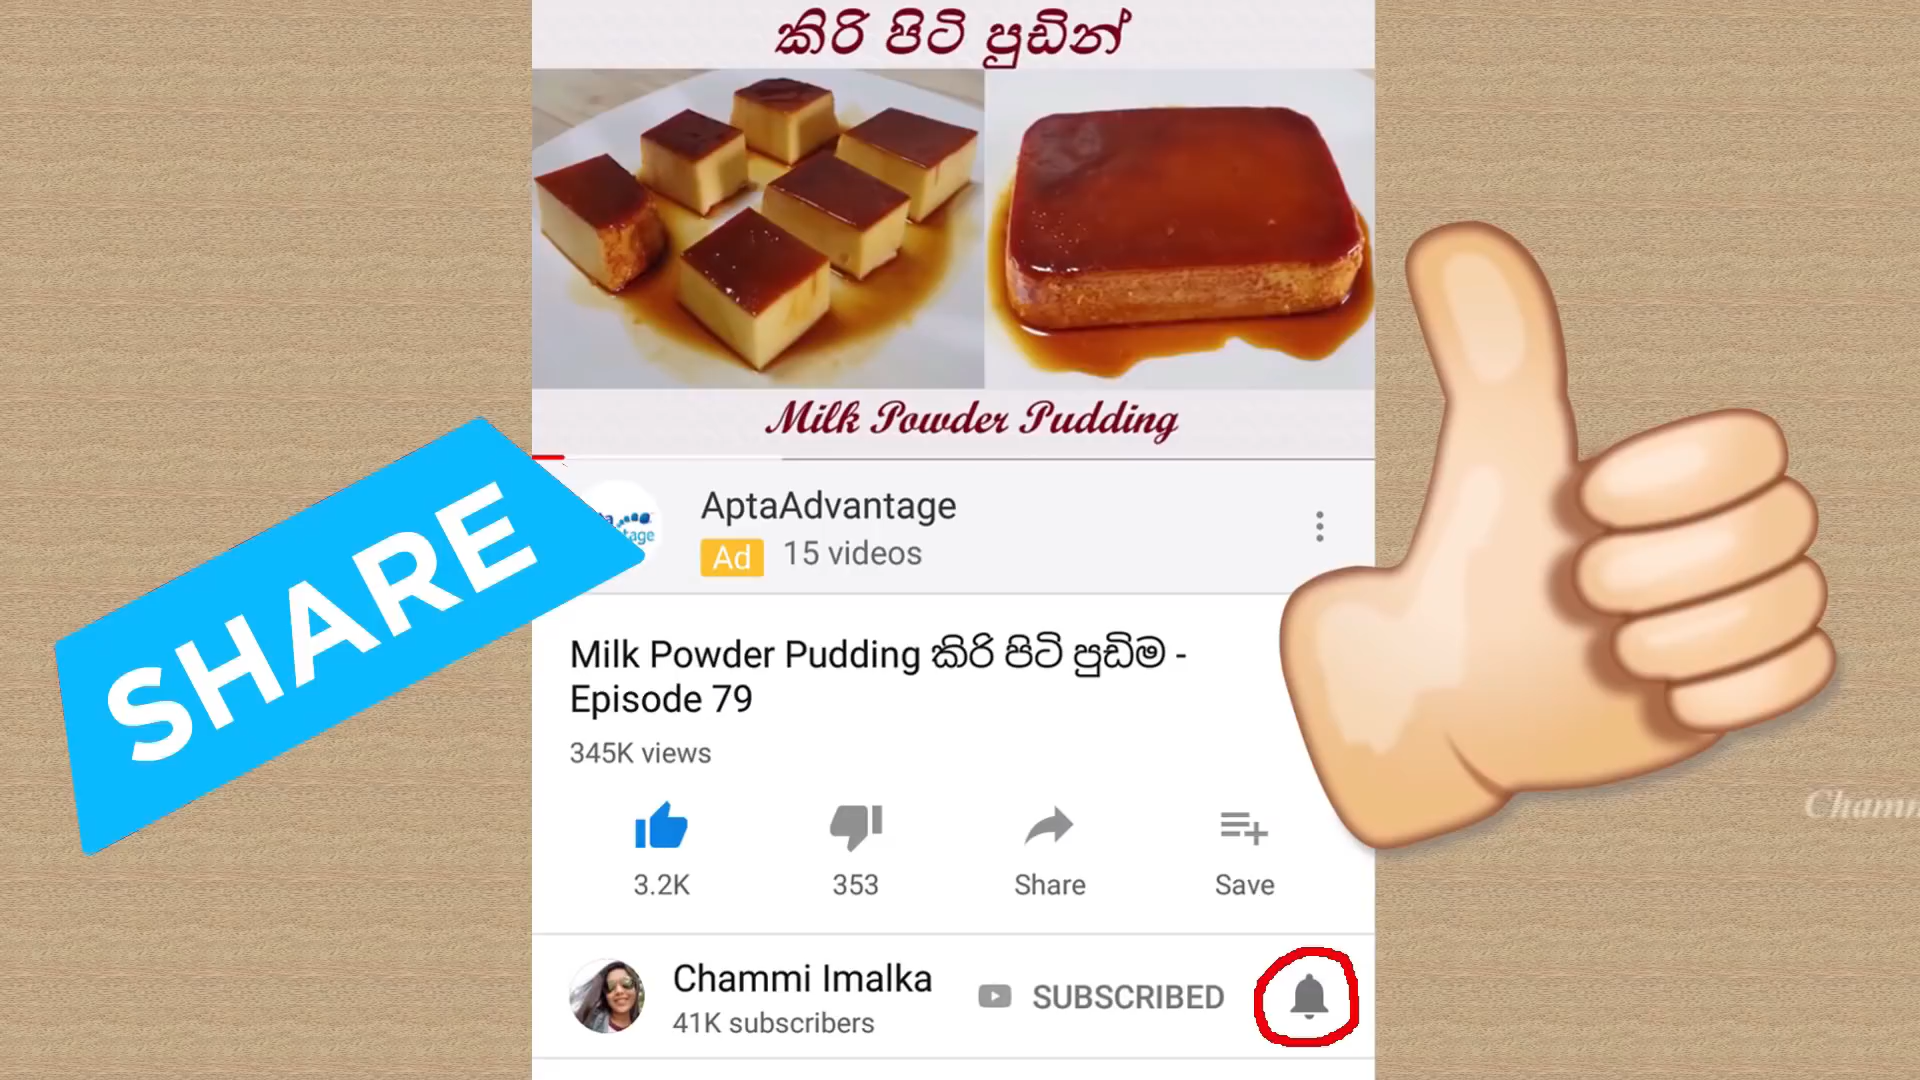 කිරි පිටි පුඩින්
Milk Powder Pudding
AptaAdvantage
Ad 15 videos
SHARE
Milk Powder Pudding කිරි පිටි පුඩිම -
Episode 79
345K views
3.2K 353 Share Save
Chammi Imalka
SUBSCRIBED
41K subscribers